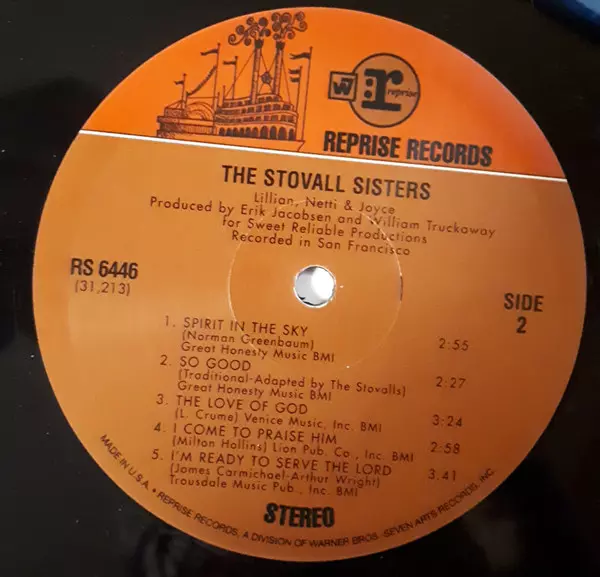 W
r
reprise
REPRISE RECORDS
THE STOVALL SISTERS
Lillian, Netti & Joyce
Produced by Erik Jacobsen and William Truckaway
for Sweet Reliable Productions
Recorded in San Francisco
RS 6446
(31,213)
SIDE
2
1. SPIRIT IN THE SKY
(Norman Greenbaum)
Great Honesty Music BMI 2:55
2. SO GOOD
(Traditional-Adapted by The Stovalls) 2:27
Great Honesty Music BMI
3. THE LOVE OF GOD
(L. Crume) Venice Music, Inc. BMI 3:24
4. I COME TO PRAISE HIM
(Milton Hollins) Lion Pub. Co., Inc. BMI 2:58
5. I'M READY TO SERVE THE LORD
(James Carmichael-Arthur Wright) 3.41
Trousdale Music Pub., Inc. BMI
STEREO
MADE IN U.S.A. • REPRISE RECORDS, A DIVISION OF WARNER BROS.-SEVEN ARTS RECORDS, INC.